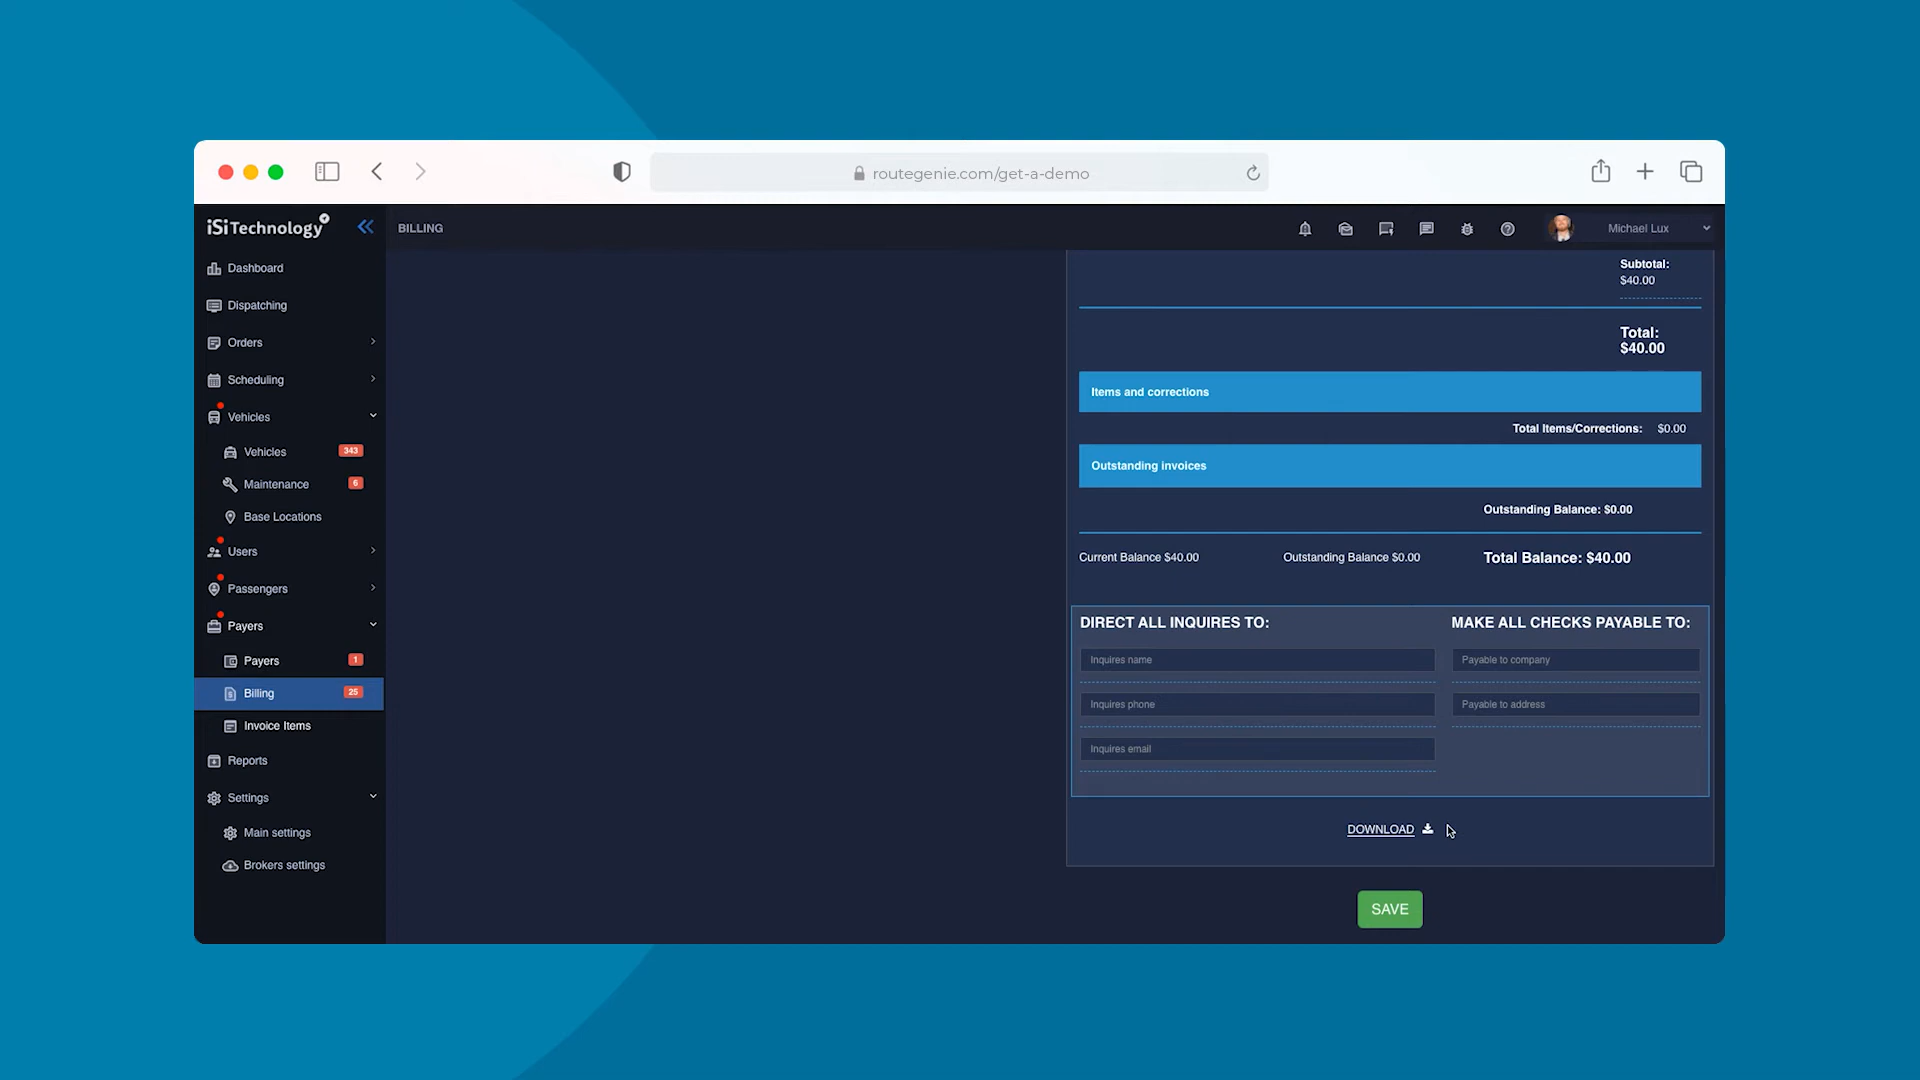 routegenie.com/get-a-demo
iSi Technology
BILLING
Michael Lux
Dashboard
Dispatching
Orders
Scheduling
Vehicles
Vehicles 343
Maintenance 6
Base Locations
Users
Passengers
Payers
Payers 1
Billing 25
Invoice Items
Reports
Settings
Main settings
Brokers settings
Subtotal:
$40.00
Total:
$40.00
Items and corrections
Total Items/Corrections: $0.00
Outstanding invoices
Outstanding Balance: $0.00
Current Balance $40.00 Outstanding Balance $0.00 Total Balance: $40.00
DIRECT ALL INQUIRES TO: MAKE ALL CHECKS PAYABLE TO:
Inquires name Payable to company
Inquires phone Payable to address
Inquires email
DOWNLOAD
SAVE